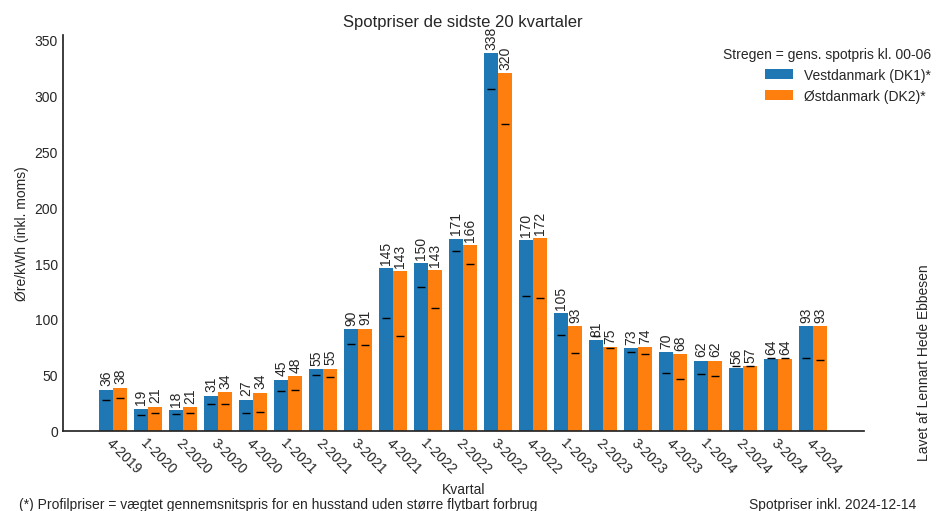 Spotpriser de sidste 20 kvartaler
Stregen = gens. spotpris kl. 00-06
Vestdanmark (DK1)*
Østdanmark (DK2)*
Øre/kWh (inkl. moms)
350
300
250
200
150
100
50
0
36 38 19 21 18 21 31 34 27 34 45 48 55 55 90 91 145 143 150 143 171 166 338 320 170 172 105 93 81 75 73 74 70 68 62 62 56 57 64 64 93 93
4-2019 1-2020 2-2020 3-2020 4-2020 1-2021 2-2021 3-2021 4-2021 1-2022 2-2022 3-2022 4-2022 1-2023 2-2023 3-2023 4-2023 1-2024 2-2024 3-2024 4-2024
Kvartal
Lavet af Lennart Hede Ebbesen
(*) Profilpriser = vægtet gennemsnitspris for en husstand uden større flytbart forbrug
Spotpriser inkl. 2024-12-14